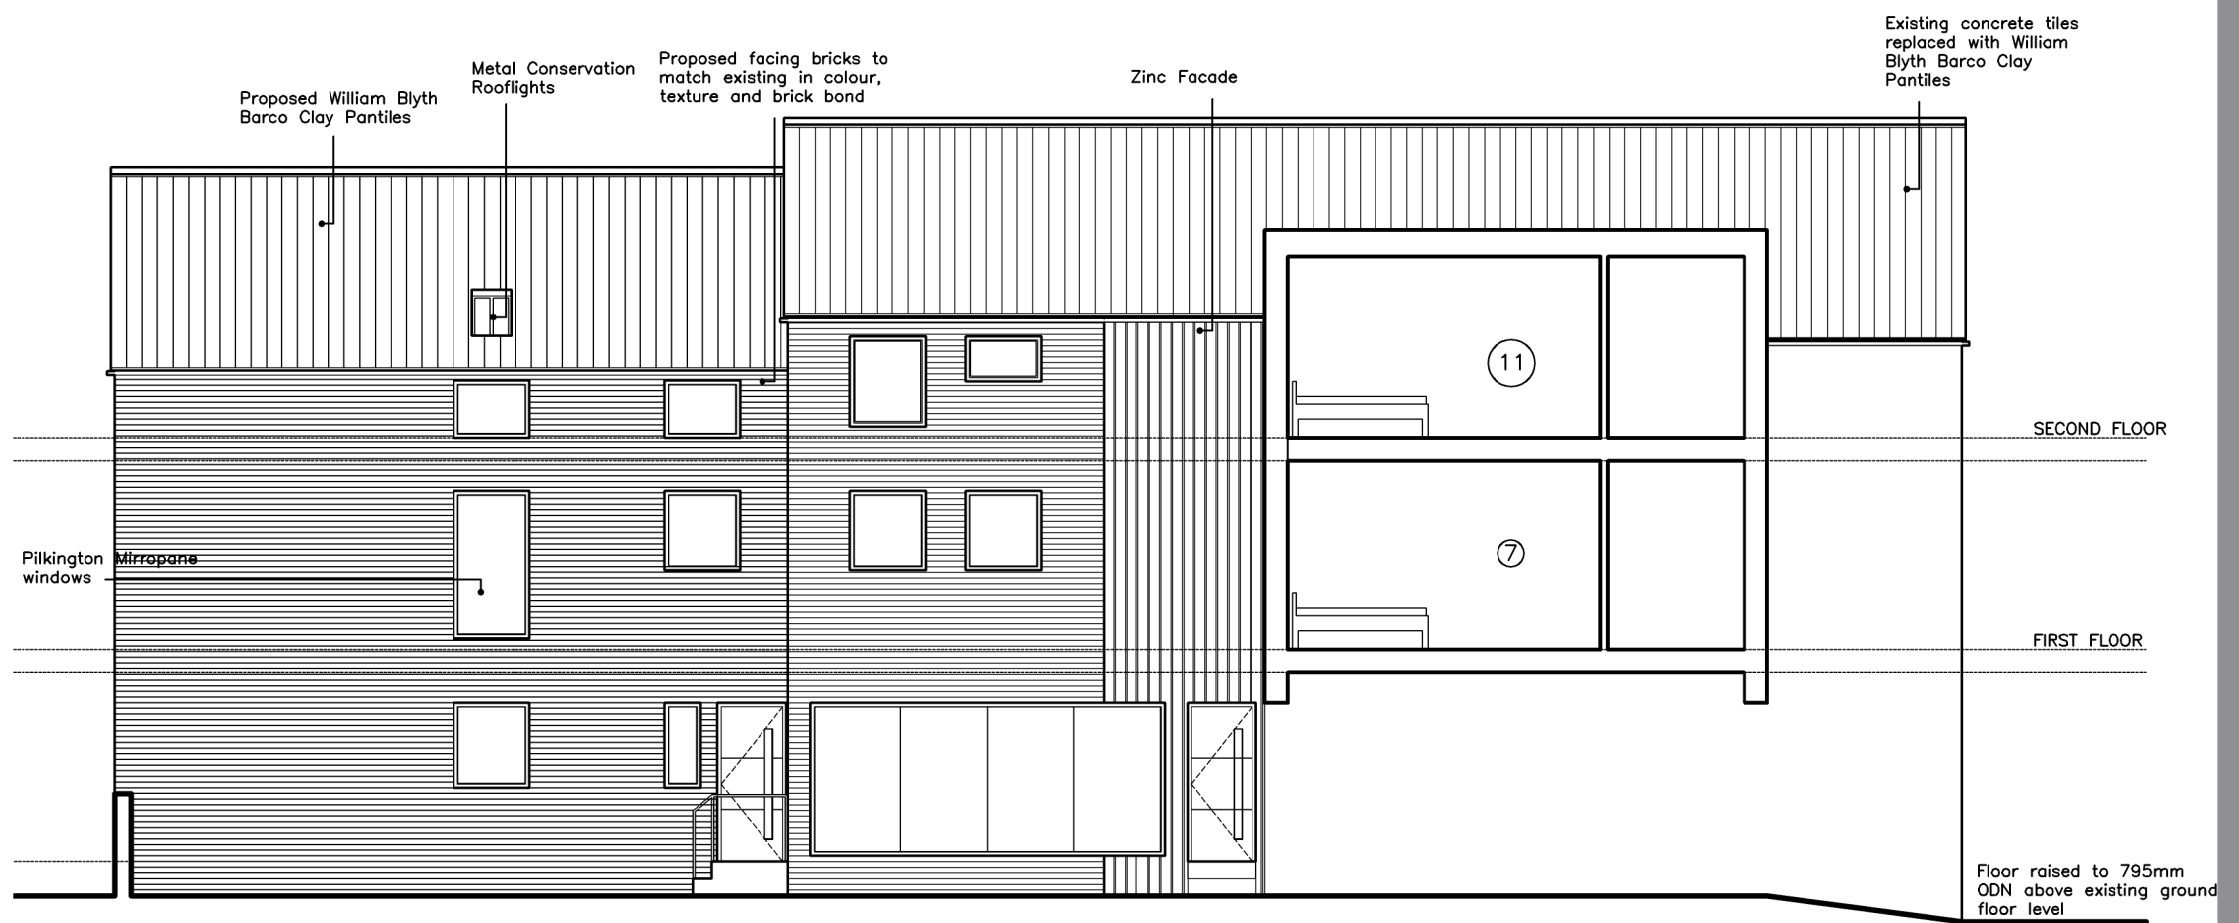 Existing concrete tiles
replaced with William
Blyth Barco Clay
Pantiles
Proposed facing bricks to
match existing in colour,
texture and brick bond
Metal Conservation
Rooflights
Zinc Facade
Proposed William Blyth
Barco Clay Pantiles
11
SECOND FLOOR
7
Pilkington Mirropane
windows
FIRST FLOOR
Floor raised to 795mm
ODN above existing ground
floor level